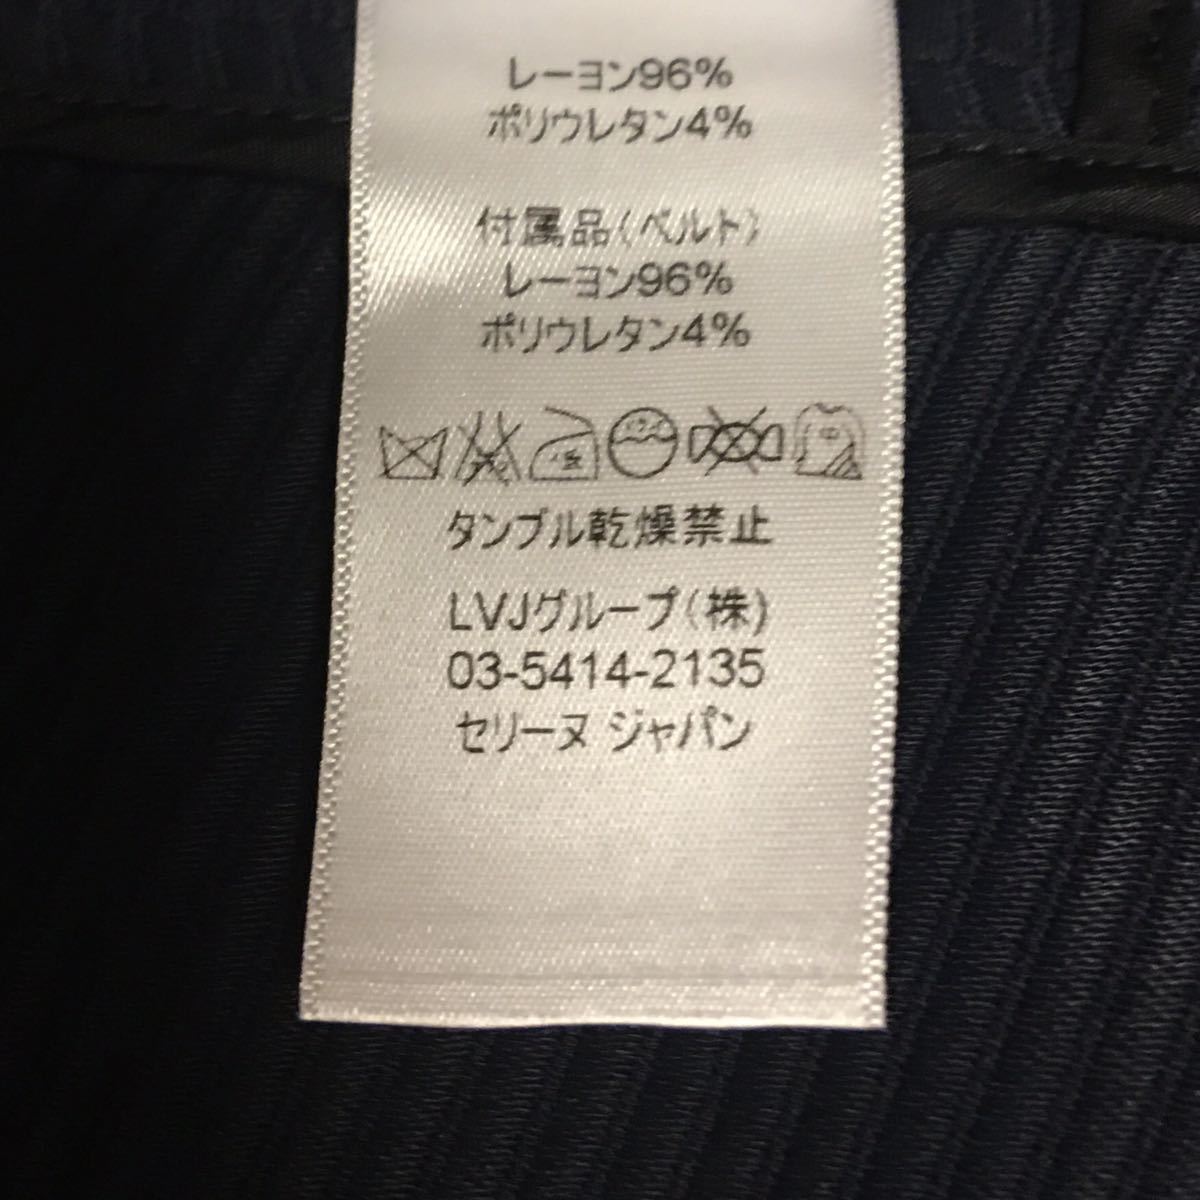 レーヨン96%
ポリウレタン4%
付属品(ベルト)
レーヨン96%
ポリウレタン4%
タンブル乾燥禁止
LVJグループ(株)
03-5414-2135
セリーヌ ジャパン